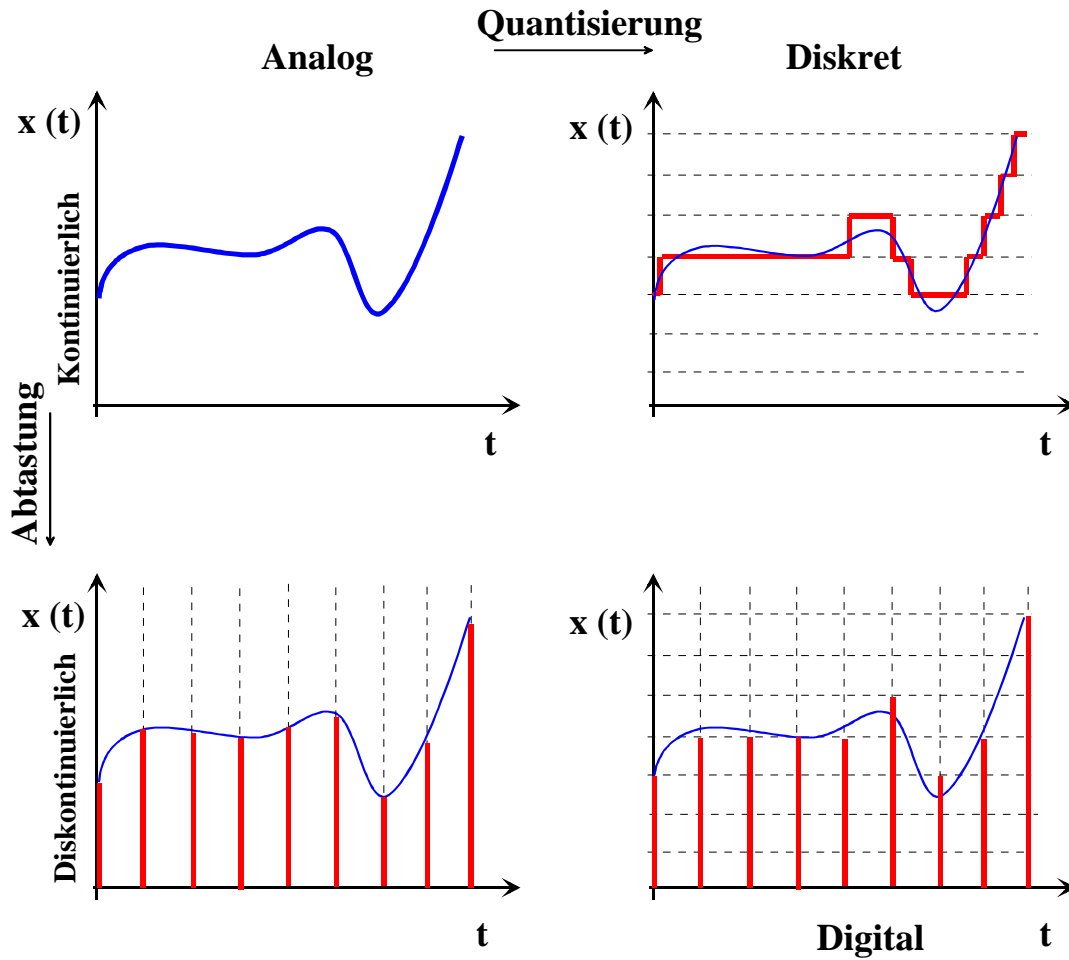 Quantisierung
Analog
Diskret
x (t)
x (t)
Kontinuierlich
t
t
Abtastung
x (t)
x (t)
Diskontinuierlich
t
Digital
t